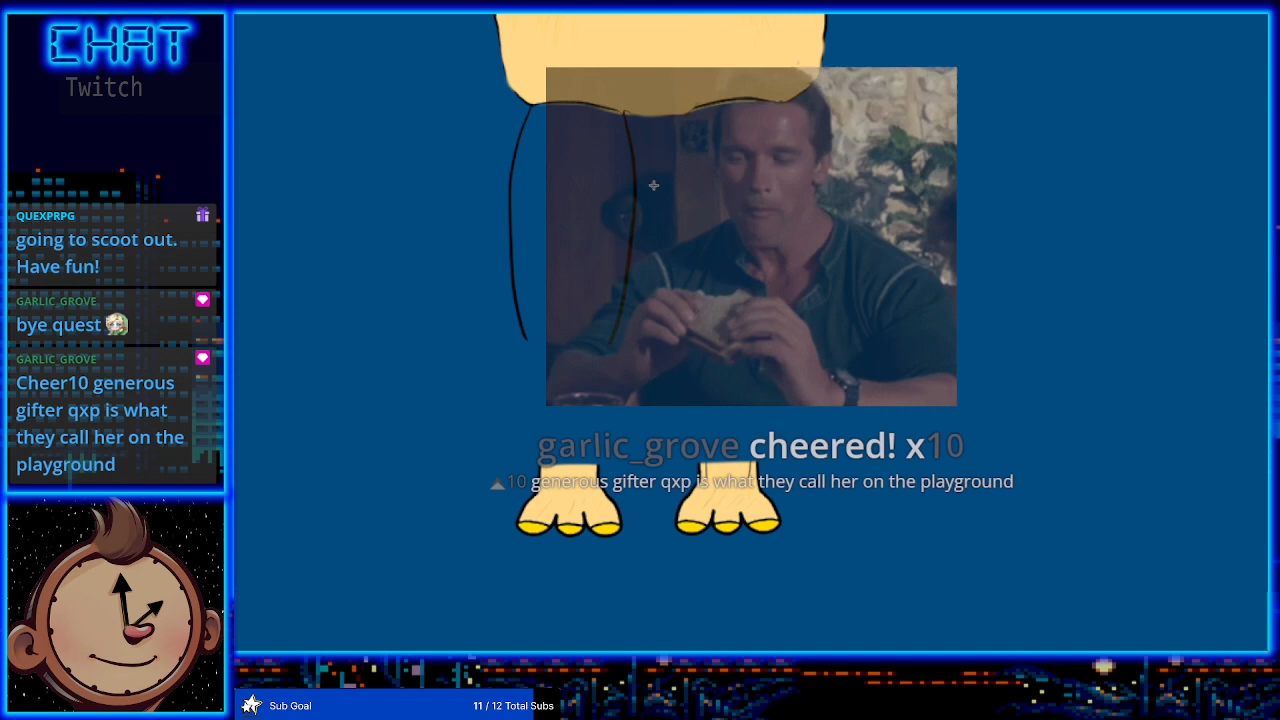 CHAT
Twitch
QUEXPRPG
going to scoot out.
Have fun!
GARLIC_GROVE
bye quest
GARLIC_GROVE
Cheer10 generous
gifter qxp is what
they call her on the
playground
garlic_grove cheered! x10
10 generous gifter qxp is what they call her on the playground
Sub Goal 11 / 12 Total Subs